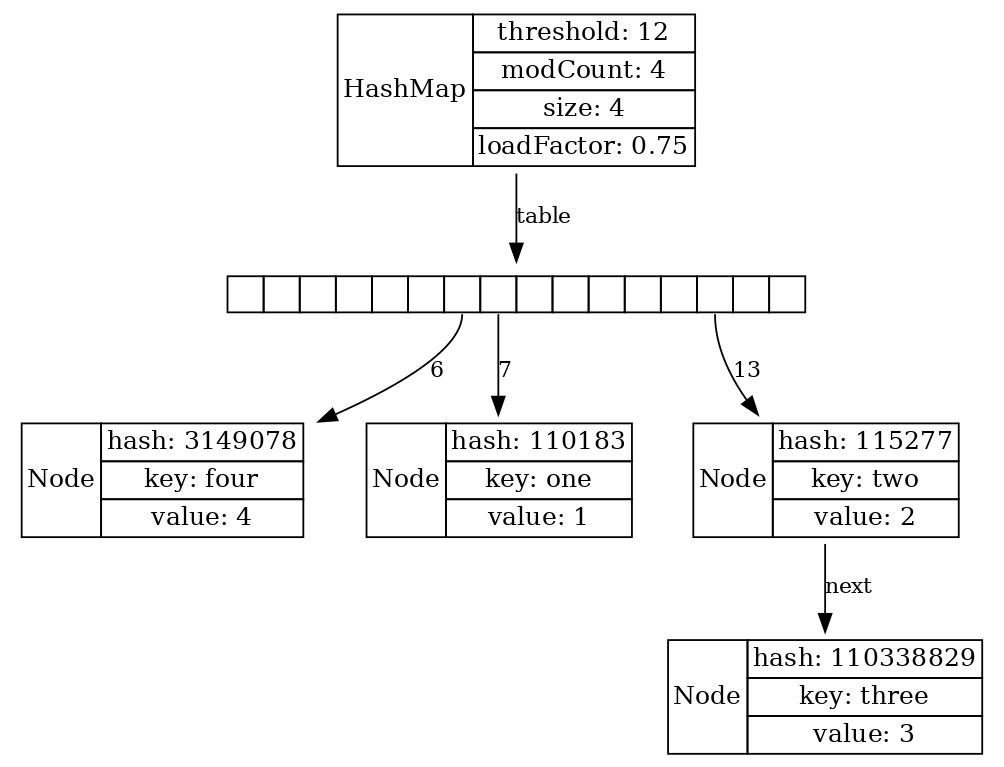 HashMap
threshold: 12
modCount: 4
size: 4
loadFactor: 0.75
table
6
7
13
Node
hash: 3149078
key: four
value: 4
Node
hash: 110183
key: one
value: 1
Node
hash: 115277
key: two
value: 2
next
Node
hash: 110338829
key: three
value: 3